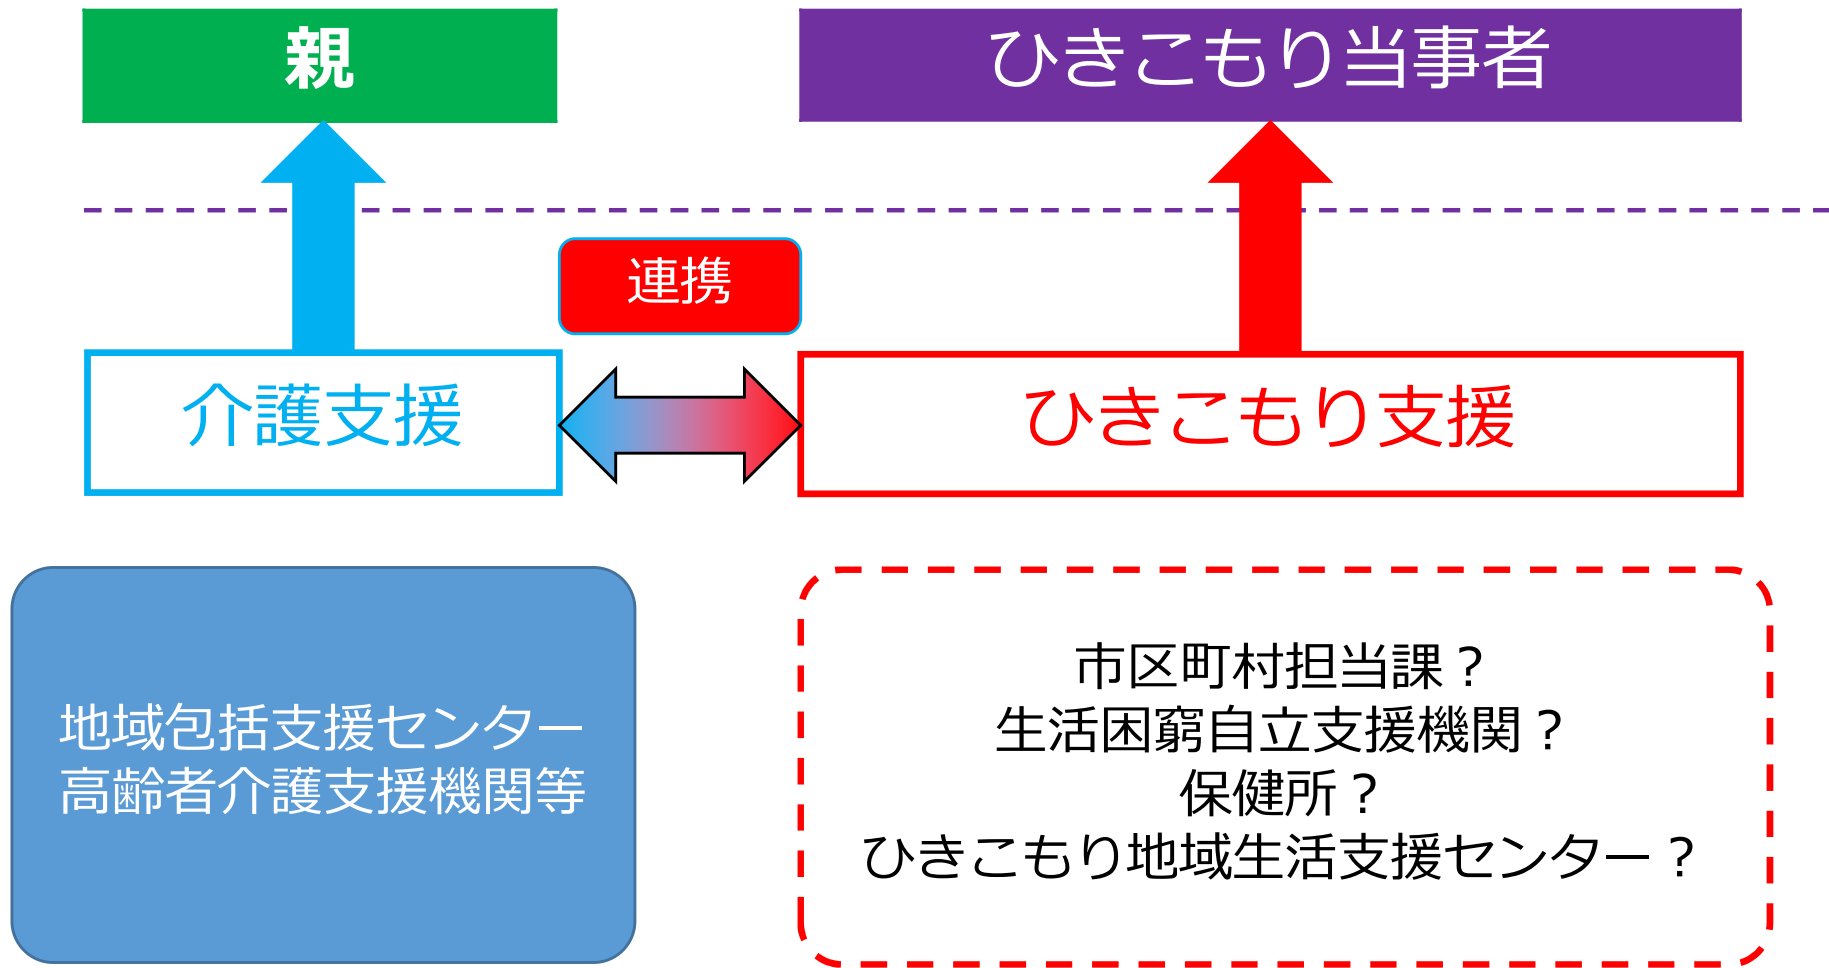 親
ひきこもり当事者
連携
介護支援
ひきこもり支援
地域包括支援センター
高齢者介護支援機関等
市区町村担当課？
生活困窮自立支援機関？
保健所？
ひきこもり地域生活支援センター？